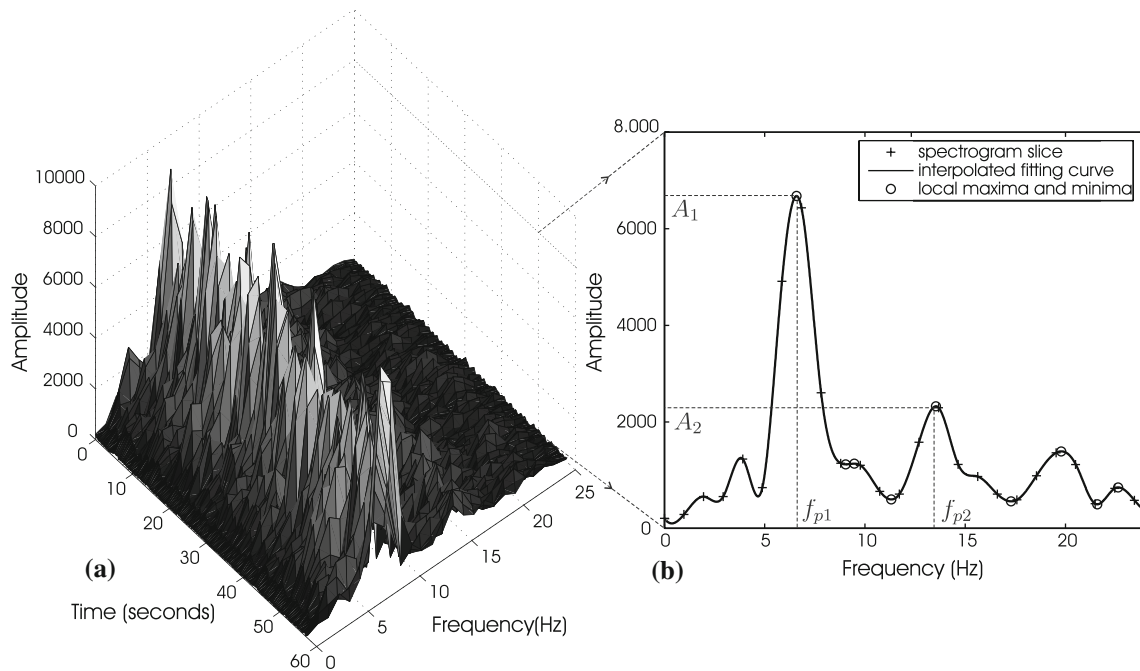 10000
8000
6000
4000
2000
0
Amplitude
0
10
20
30
40
50
60
Time (seconds)
(a)
0
5
10
15
20
25
Frequency(Hz)
8.000
6000
4000
2000
0
Amplitude
spectrogram slice
interpolated fitting curve
local maxima and minima
A1
A2
fp1
fp2
0
5
10
15
20
Frequency (Hz)
(b)